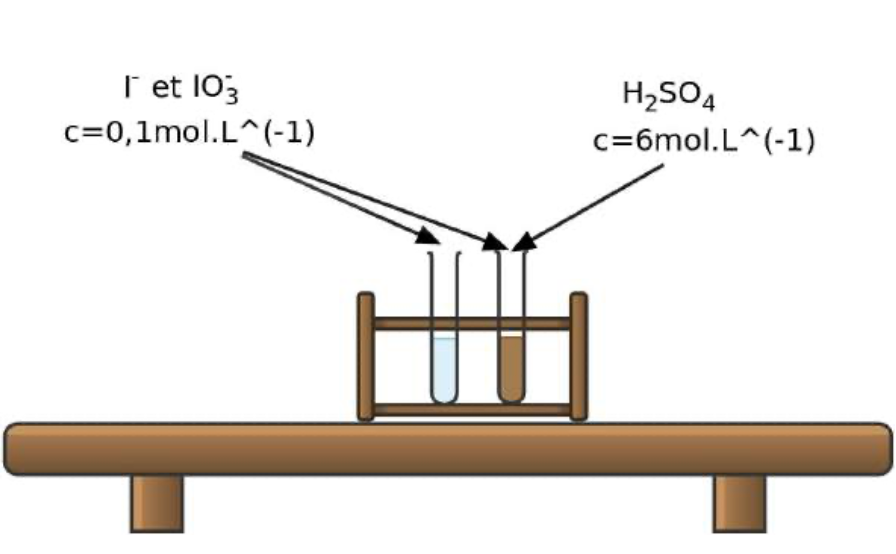 I⁻ et IO₃⁻
c=0,1mol.L^(-1)
H₂SO₄
c=6mol.L^(-1)